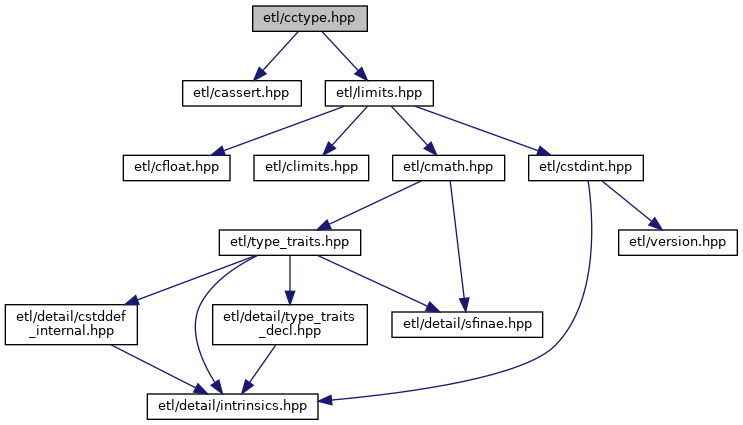 etl/cctype.hpp
etl/cassert.hpp
etl/limits.hpp
etl/cfloat.hpp
etl/climits.hpp
etl/cmath.hpp
etl/cstdint.hpp
etl/type_traits.hpp
etl/version.hpp
etl/detail/cstddef
_internal.hpp
etl/detail/type_traits
_decl.hpp
etl/detail/sfinae.hpp
etl/detail/intrinsics.hpp